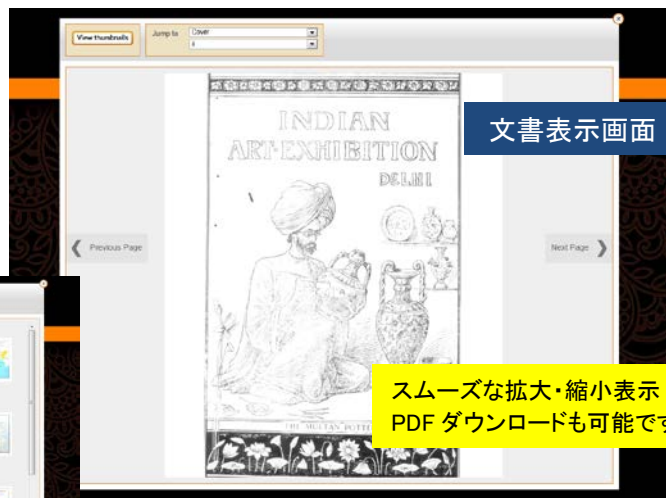 View thumbnails
Jump to
Cover
INDIAN
ART-EXHIBITION
DELHI
文書表示画面
Previous Page
Next Page
スムーズな拡大・縮小表示
PDF ダウンロードも可能です
THE MULTAN POTT